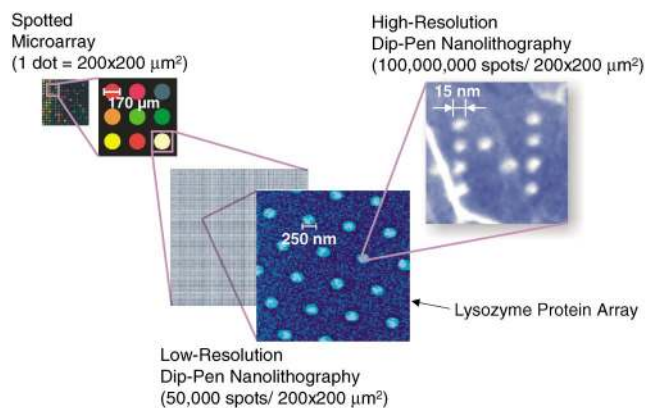 Spotted
Microarray
(1 dot = 200x200 μm²)
170 μm
High-Resolution
Dip-Pen Nanolithography
(100,000,000 spots/ 200x200 μm²)
15 nm
250 nm
Lysozyme Protein Array
Low-Resolution
Dip-Pen Nanolithography
(50,000 spots/ 200x200 μm²)